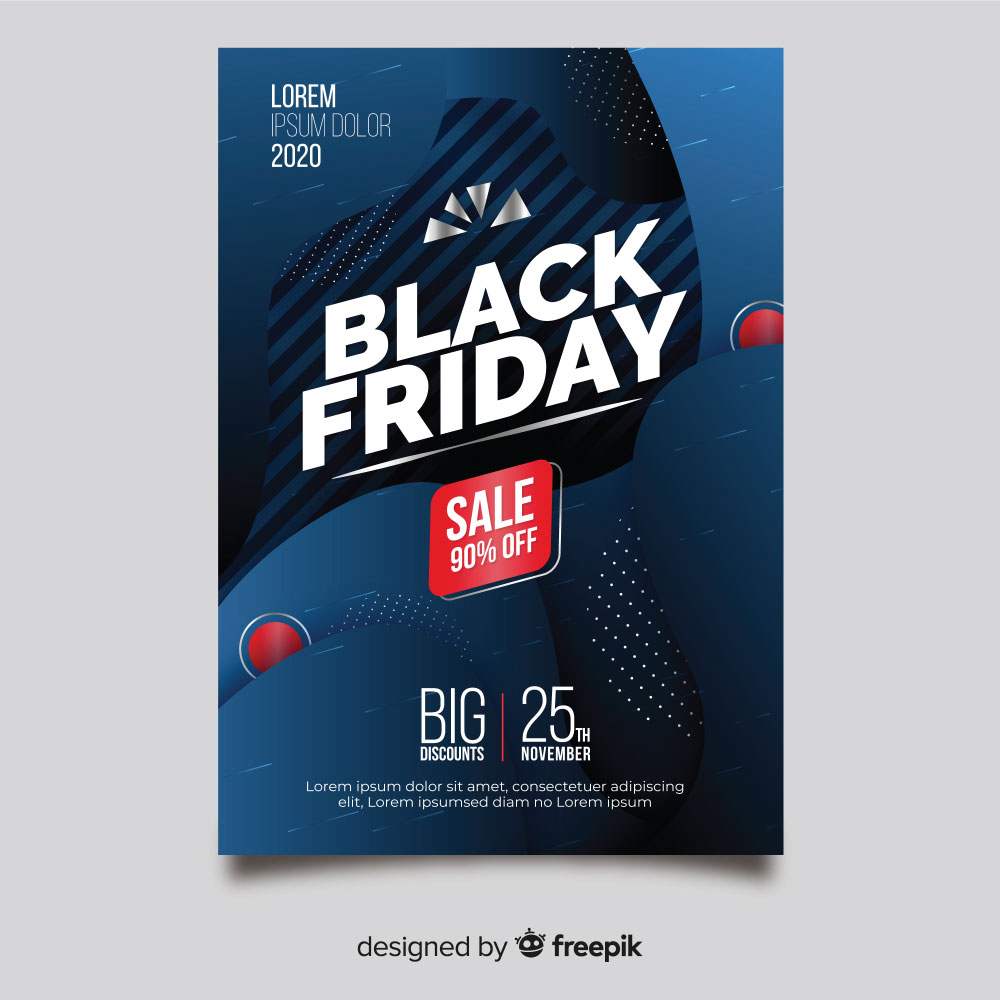 LOREM
IPSUM DOLOR
2020
BLACK
FRIDAY
SALE
90% OFF
BIG
DISCOUNTS
25TH
NOVEMBER
Lorem ipsum dolor sit amet, consectetuer adipiscing
elit, Lorem ipsumsed diam no Lorem ipsum
designed by freepik